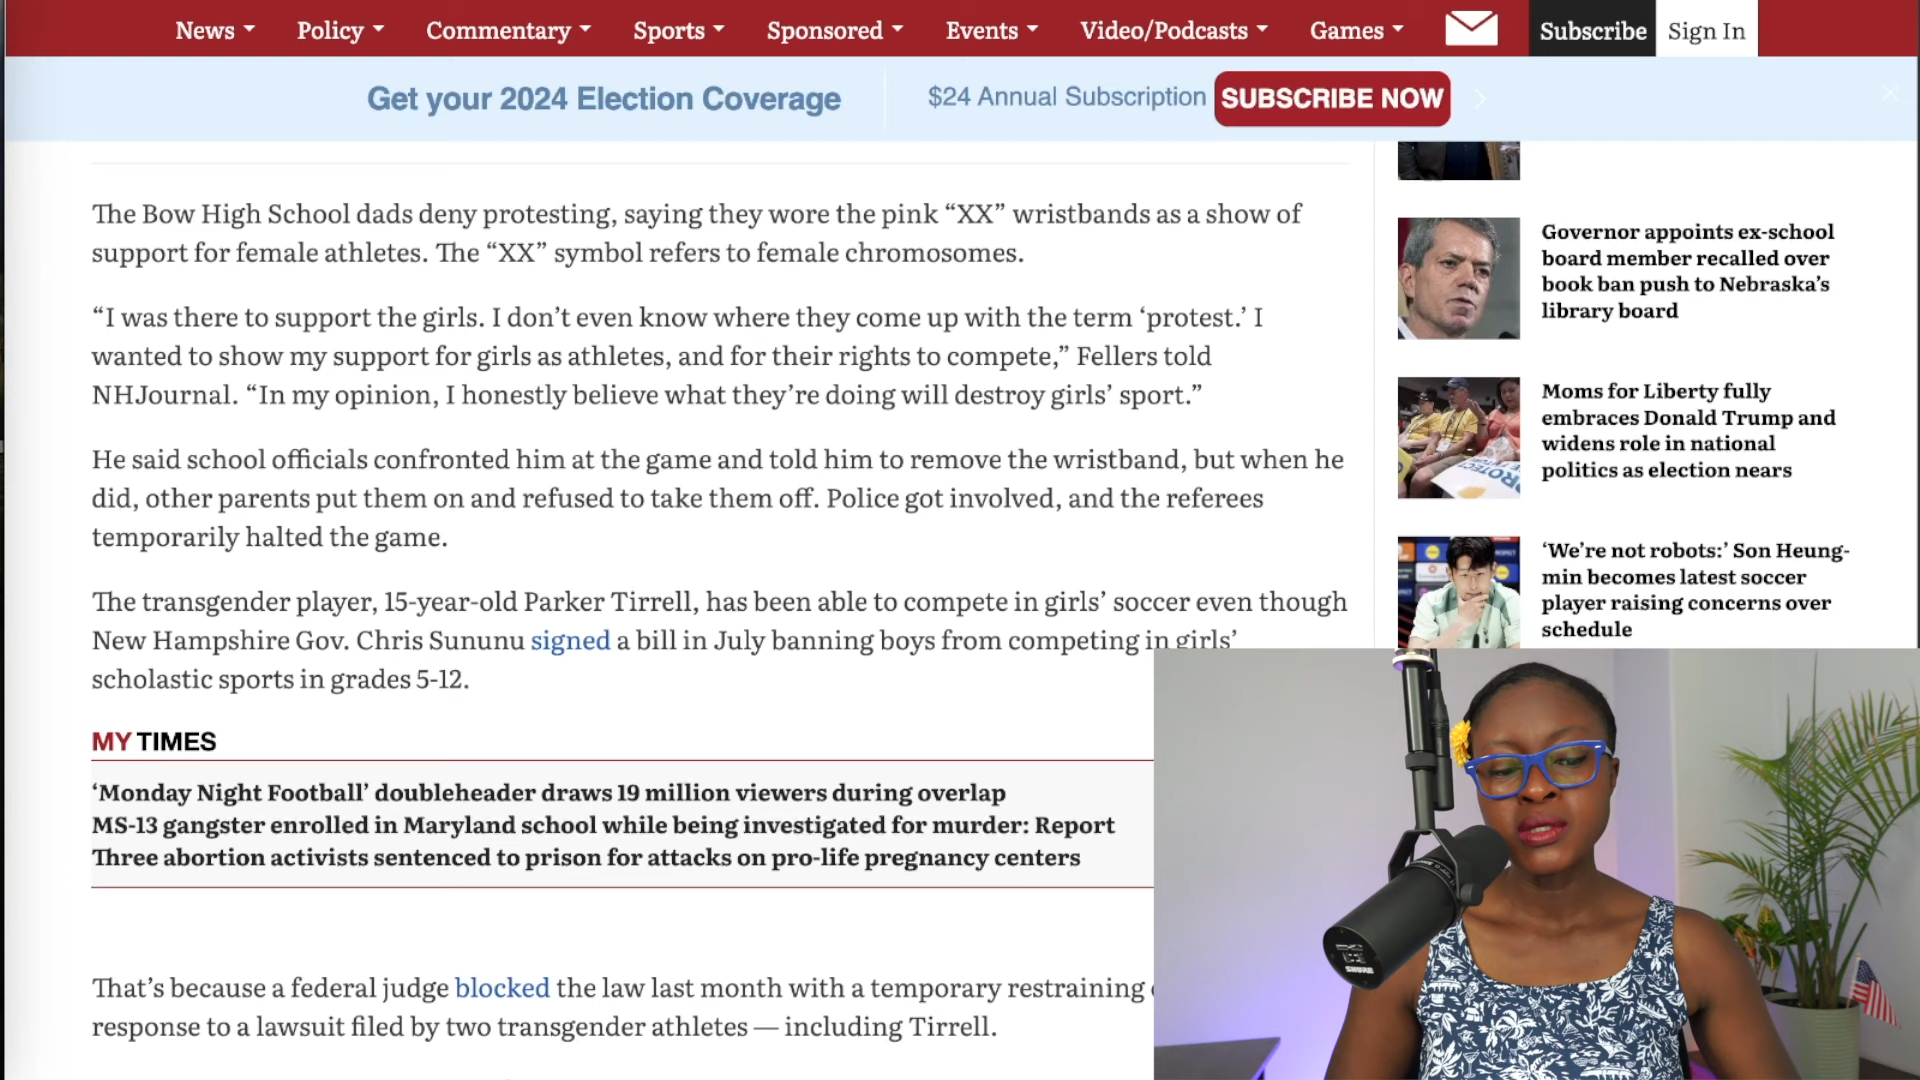 News Policy Commentary Sports Sponsored Events Video/Podcasts Games Subscribe Sign In
Get your 2024 Election Coverage $24 Annual Subscription SUBSCRIBE NOW
The Bow High School dads deny protesting, saying they wore the pink “XX” wristbands as a show of
support for female athletes. The “XX” symbol refers to female chromosomes.
“I was there to support the girls. I don’t even know where they come up with the term ‘protest.’ I
wanted to show my support for girls as athletes, and for their rights to compete,” Fellers told
NHJournal. “In my opinion, I honestly believe what they’re doing will destroy girls’ sport.”
He said school officials confronted him at the game and told him to remove the wristband, but when he
did, other parents put them on and refused to take them off. Police got involved, and the referees
temporarily halted the game.
The transgender player, 15-year-old Parker Tirrell, has been able to compete in girls’ soccer even though
New Hampshire Gov. Chris Sununu signed a bill in July banning boys from competing in girls’
scholastic sports in grades 5-12.
MY TIMES
‘Monday Night Football’ doubleheader draws 19 million viewers during overlap
MS-13 gangster enrolled in Maryland school while being investigated for murder: Report
Three abortion activists sentenced to prison for attacks on pro-life pregnancy centers
That’s because a federal judge blocked the law last month with a temporary restraining
response to a lawsuit filed by two transgender athletes — including Tirrell.
Governor appoints ex-school
board member recalled over
book ban push to Nebraska’s
library board
Moms for Liberty fully
embraces Donald Trump and
widens role in national
politics as election nears
‘We’re not robots:’ Son Heung-
min becomes latest soccer
player raising concerns over
schedule
SHURE